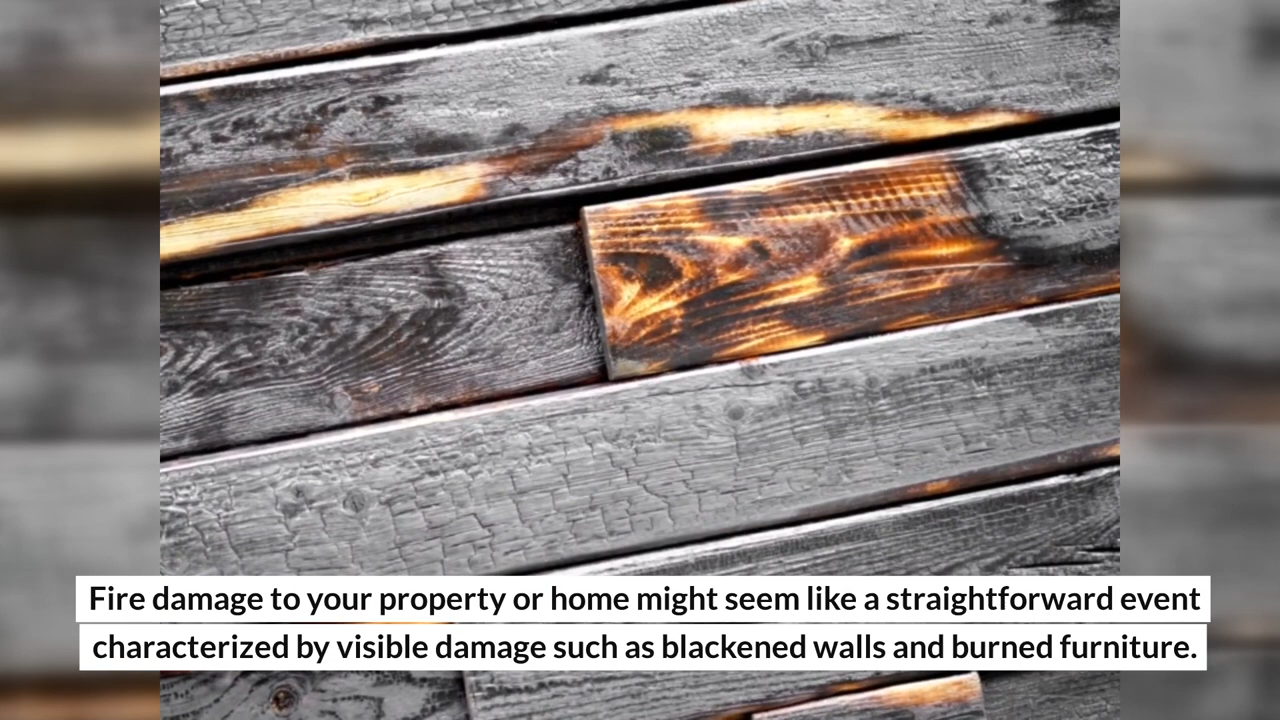 Fire damage to your property or home might seem like a straightforward event
characterized by visible damage such as blackened walls and burned furniture.